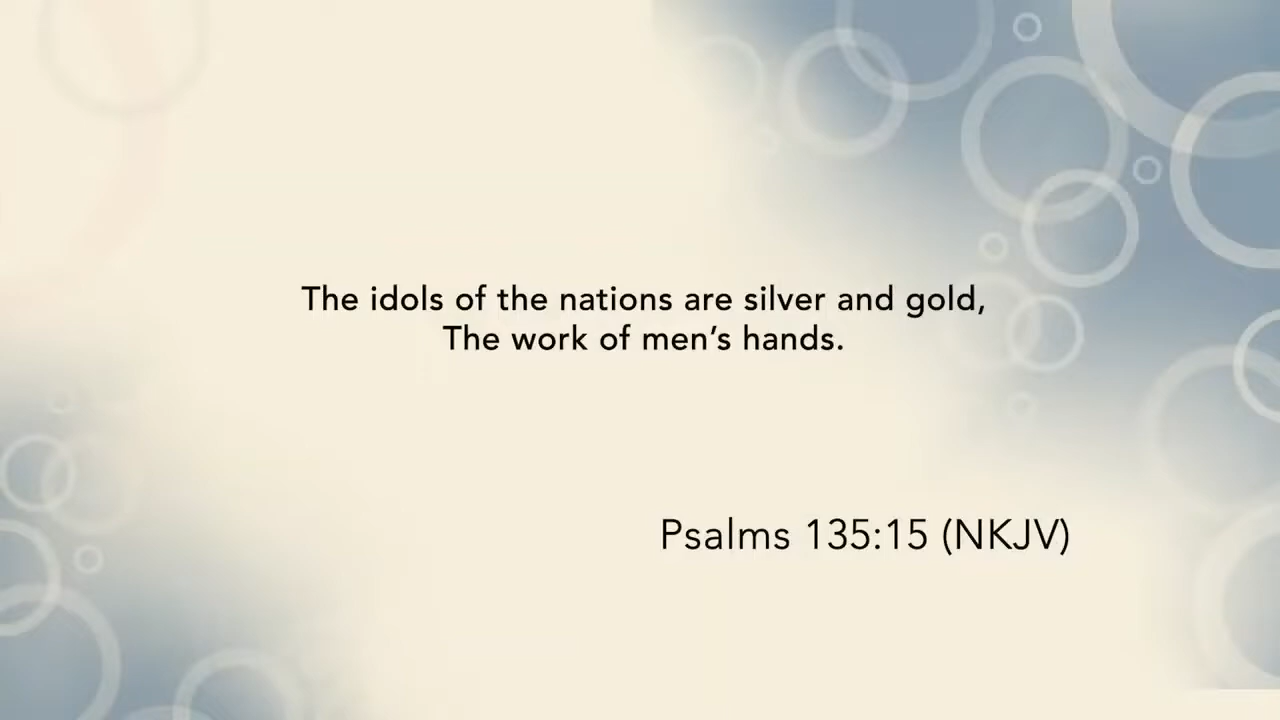 The idols of the nations are silver and gold,
The work of men’s hands.
Psalms 135:15 (NKJV)